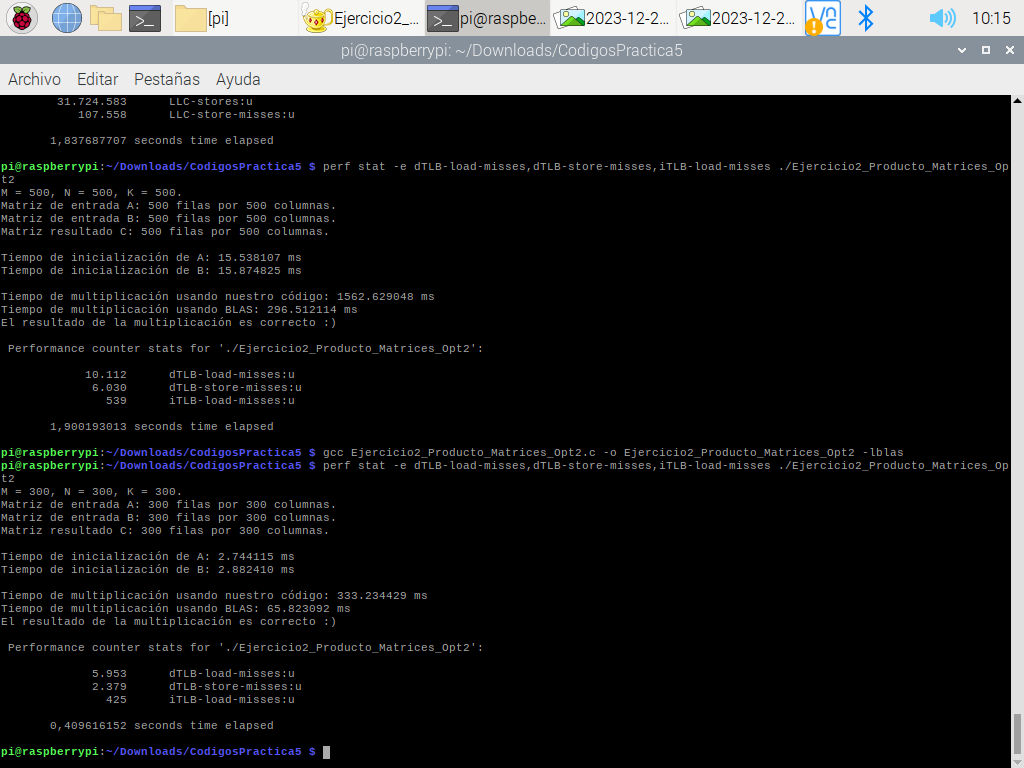 [pi]
Ejercicio2_...
pi@raspbe...
2023-12-2...
2023-12-2...
10:15
pi@raspberrypi: ~/Downloads/CodigosPractica5
Archivo Editar Pestañas Ayuda
31.724.583 LLC-stores:u
107.558 LLC-store-misses:u
1,837687707 seconds time elapsed
pi@raspberrypi:~/Downloads/CodigosPractica5 $ perf stat -e dTLB-load-misses,dTLB-store-misses,iTLB-load-misses ./Ejercicio2_Producto_Matrices_Op
t2
M = 500, N = 500, K = 500.
Matriz de entrada A: 500 filas por 500 columnas.
Matriz de entrada B: 500 filas por 500 columnas.
Matriz resultado C: 500 filas por 500 columnas.
Tiempo de inicialización de A: 15.538107 ms
Tiempo de inicialización de B: 15.874825 ms
Tiempo de multiplicación usando nuestro código: 1562.629048 ms
Tiempo de multiplicación usando BLAS: 296.512114 ms
El resultado de la multiplicación es correcto :)
Performance counter stats for './Ejercicio2_Producto_Matrices_Opt2':
10.112 dTLB-load-misses:u
6.030 dTLB-store-misses:u
539 iTLB-load-misses:u
1,900193013 seconds time elapsed
pi@raspberrypi:~/Downloads/CodigosPractica5 $ gcc Ejercicio2_Producto_Matrices_Opt2.c -o Ejercicio2_Producto_Matrices_Opt2 -lblas
pi@raspberrypi:~/Downloads/CodigosPractica5 $ perf stat -e dTLB-load-misses,dTLB-store-misses,iTLB-load-misses ./Ejercicio2_Producto_Matrices_Op
t2
M = 300, N = 300, K = 300.
Matriz de entrada A: 300 filas por 300 columnas.
Matriz de entrada B: 300 filas por 300 columnas.
Matriz resultado C: 300 filas por 300 columnas.
Tiempo de inicialización de A: 2.744115 ms
Tiempo de inicialización de B: 2.882410 ms
Tiempo de multiplicación usando nuestro código: 333.234429 ms
Tiempo de multiplicación usando BLAS: 65.823092 ms
El resultado de la multiplicación es correcto :)
Performance counter stats for './Ejercicio2_Producto_Matrices_Opt2':
5.953 dTLB-load-misses:u
2.379 dTLB-store-misses:u
425 iTLB-load-misses:u
0,409616152 seconds time elapsed
pi@raspberrypi:~/Downloads/CodigosPractica5 $